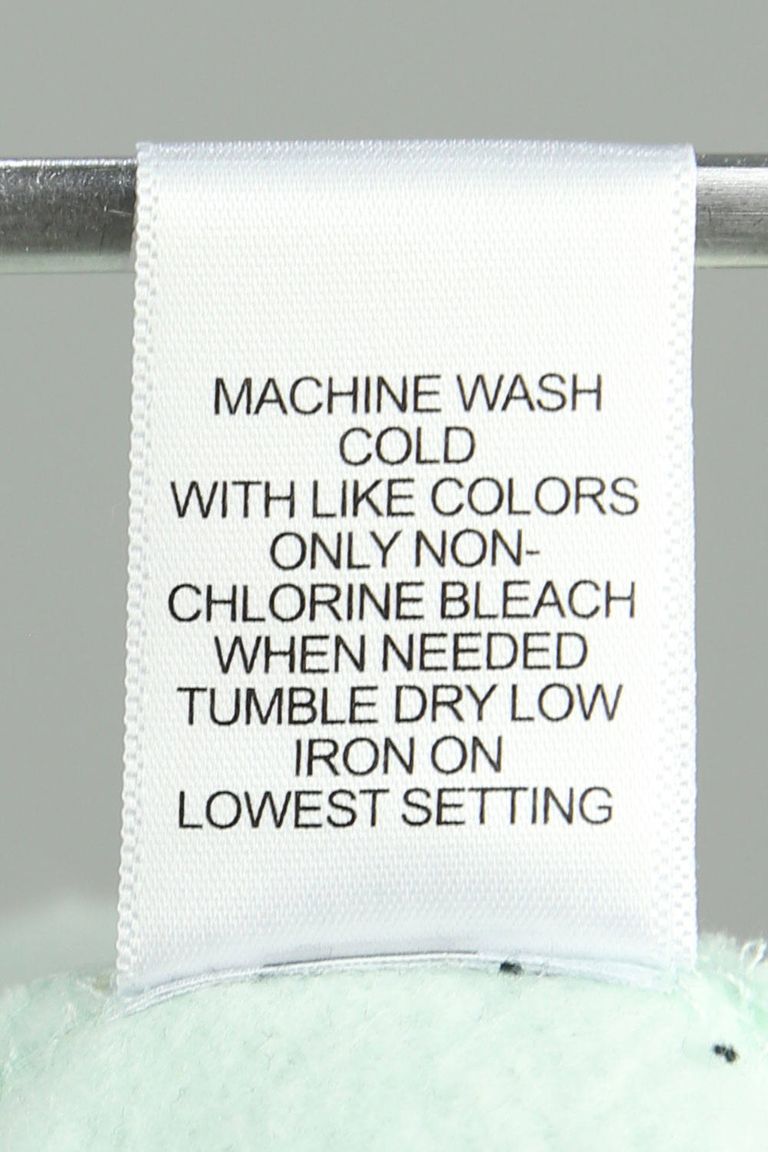 MACHINE WASH
COLD
WITH LIKE COLORS
ONLY NON-
CHLORINE BLEACH
WHEN NEEDED
TUMBLE DRY LOW
IRON ON
LOWEST SETTING